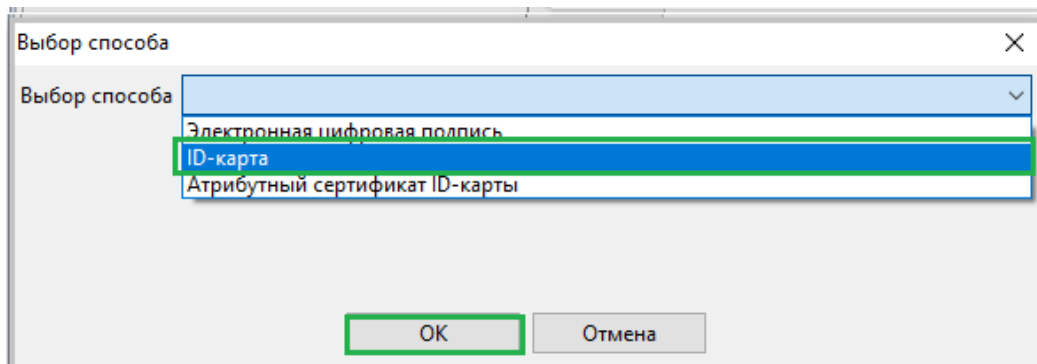 Выбор способа
Выбор способа
Электронная цифровая подпись
ID-карта
Атрибутный сертификат ID-карты
OK Отмена